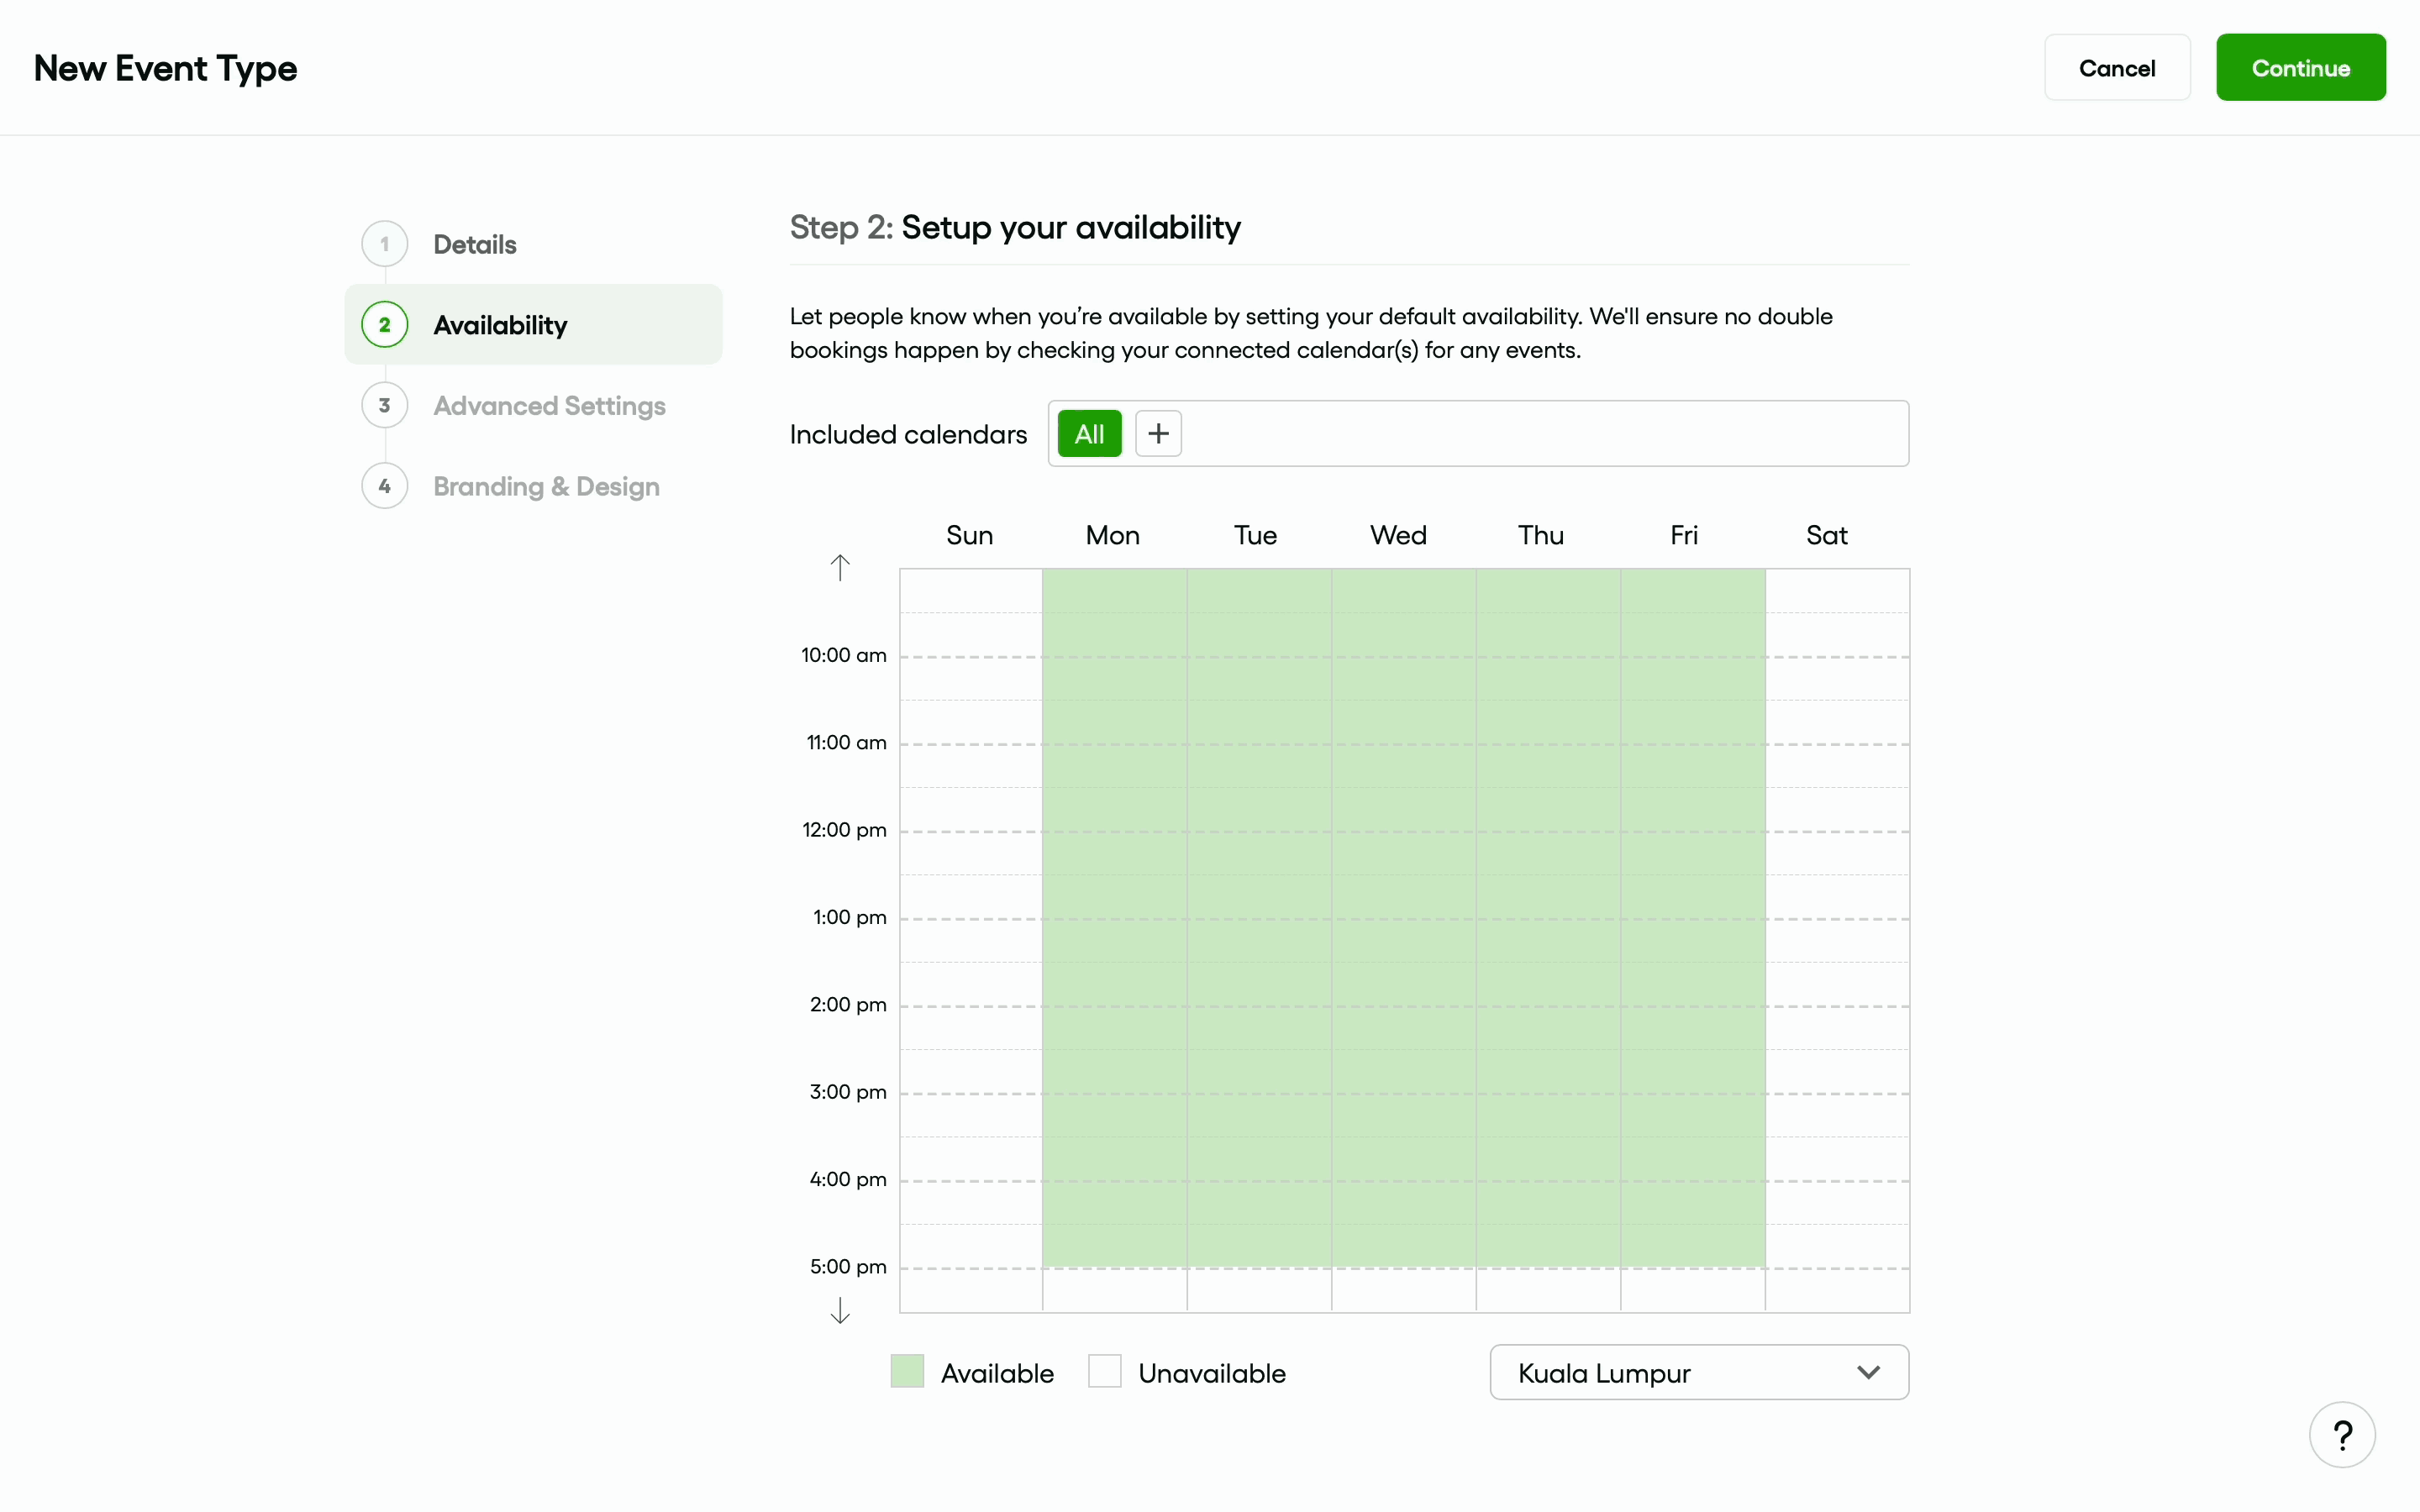 New Event Type
Cancel
Continue
1 Details
2 Availability
3 Advanced Settings
4 Branding & Design
Step 2: Setup your availability
Let people know when you’re available by setting your default availability. We'll ensure no double
bookings happen by checking your connected calendar(s) for any events.
Included calendars All +
Sun Mon Tue Wed Thu Fri Sat
10:00 am
11:00 am
12:00 pm
1:00 pm
2:00 pm
3:00 pm
4:00 pm
5:00 pm
Available Unavailable Kuala Lumpur
?